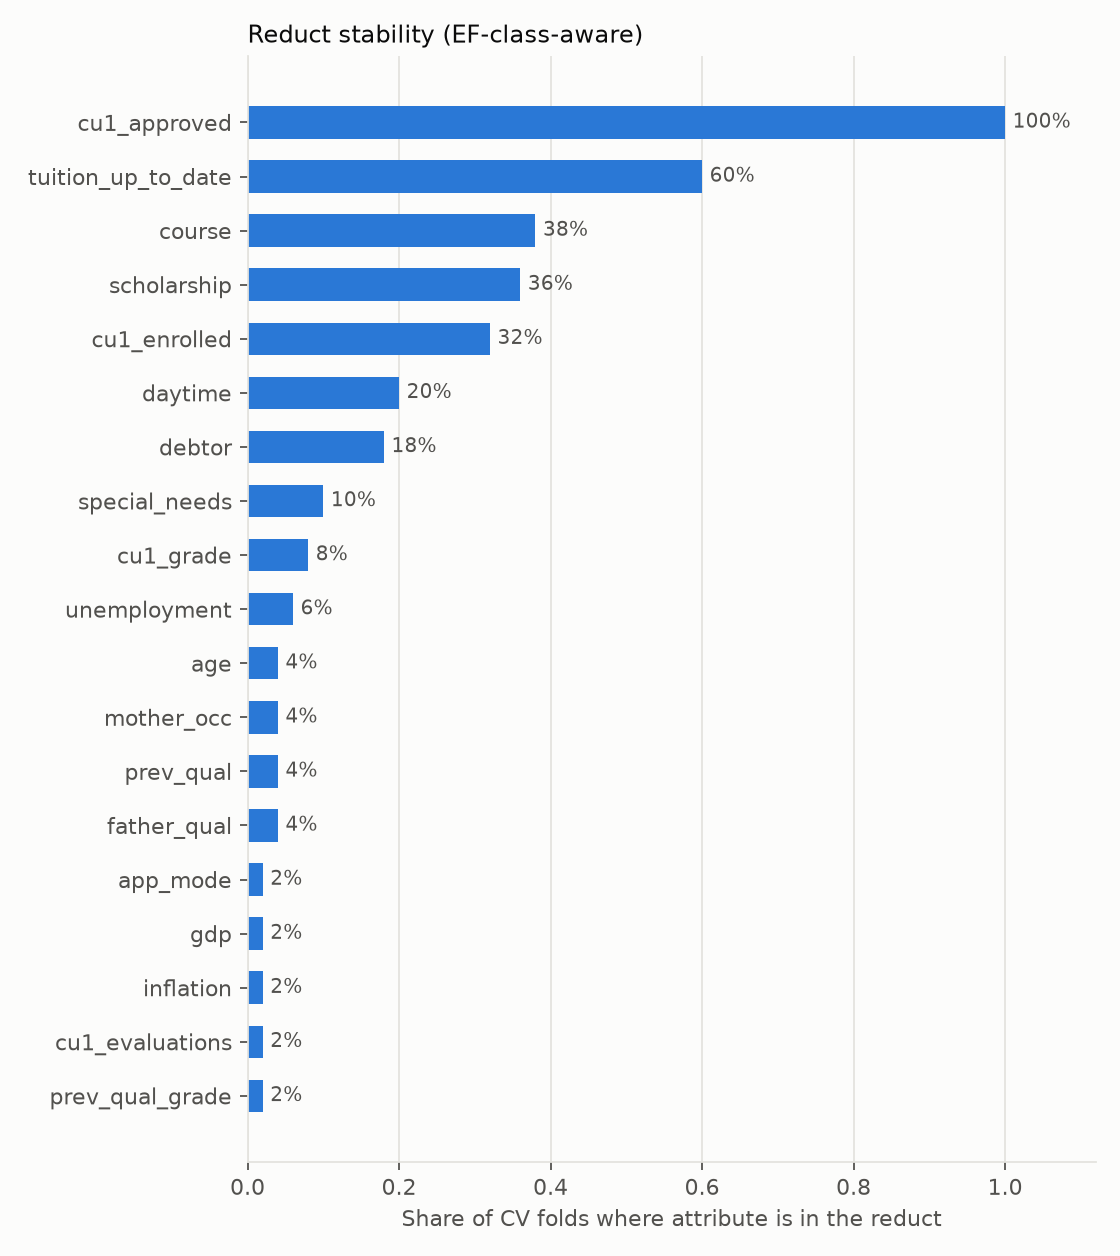 Reduct stability (EF-class-aware)
cu1_approved 100%
tuition_up_to_date 60%
course 38%
scholarship 36%
cu1_enrolled 32%
daytime 20%
debtor 18%
special_needs 10%
cu1_grade 8%
unemployment 6%
age 4%
mother_occ 4%
prev_qual 4%
father_qual 4%
app_mode 2%
gdp 2%
inflation 2%
cu1_evaluations 2%
prev_qual_grade 2%
0.0 0.2 0.4 0.6 0.8 1.0
Share of CV folds where attribute is in the reduct